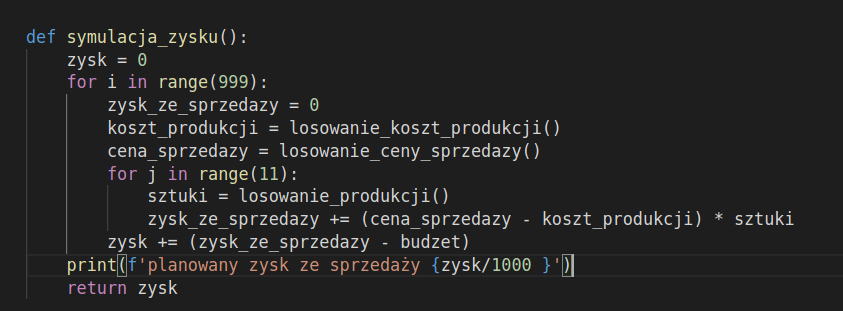 def symulacja_zysku():
    zysk = 0
    for i in range(999):
        zysk_ze_sprzedazy = 0
        koszt_produkcji = losowanie_koszt_produkcji()
        cena_sprzedazy = losowanie_ceny_sprzedazy()
        for j in range(11):
            sztuki = losowanie_produkcji()
            zysk_ze_sprzedazy += (cena_sprzedazy - koszt_produkcji) * sztuki
        zysk += (zysk_ze_sprzedazy - budzet)
    print(f'planowany zysk ze sprzedaży {zysk/1000 }')
    return zysk